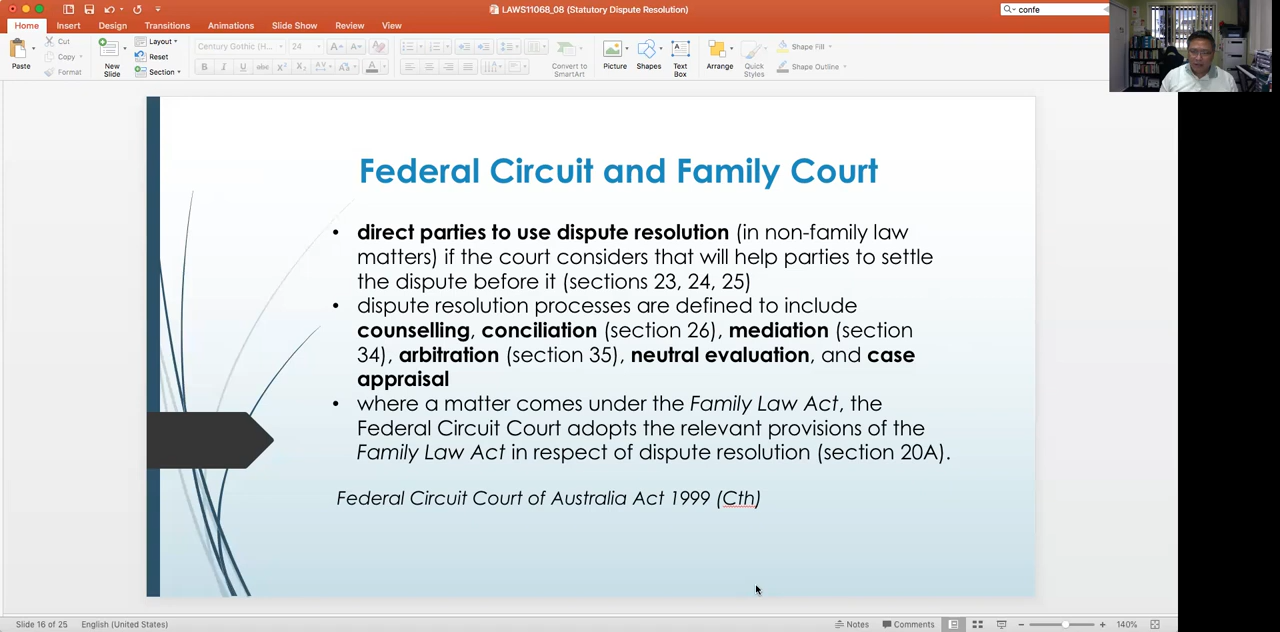 LAWS11068_08 (Statutory Dispute Resolution)
confe
Home Insert Design Transitions Animations Slide Show Review View
Paste
Cut
Copy
Format
New Slide
Layout
Reset
Section
Century Gothic (H...
24
Convert to SmartArt
Picture
Shapes
Text Box
Arrange
Quick Styles
Shape Fill
Shape Outline
Federal Circuit and Family Court
• direct parties to use dispute resolution (in non-family law
matters) if the court considers that will help parties to settle
the dispute before it (sections 23, 24, 25)
• dispute resolution processes are defined to include
counselling, conciliation (section 26), mediation (section
34), arbitration (section 35), neutral evaluation, and case
appraisal
• where a matter comes under the Family Law Act, the
Federal Circuit Court adopts the relevant provisions of the
Family Law Act in respect of dispute resolution (section 20A).
Federal Circuit Court of Australia Act 1999 (Cth)
Slide 16 of 25 English (United States) Notes Comments 140%